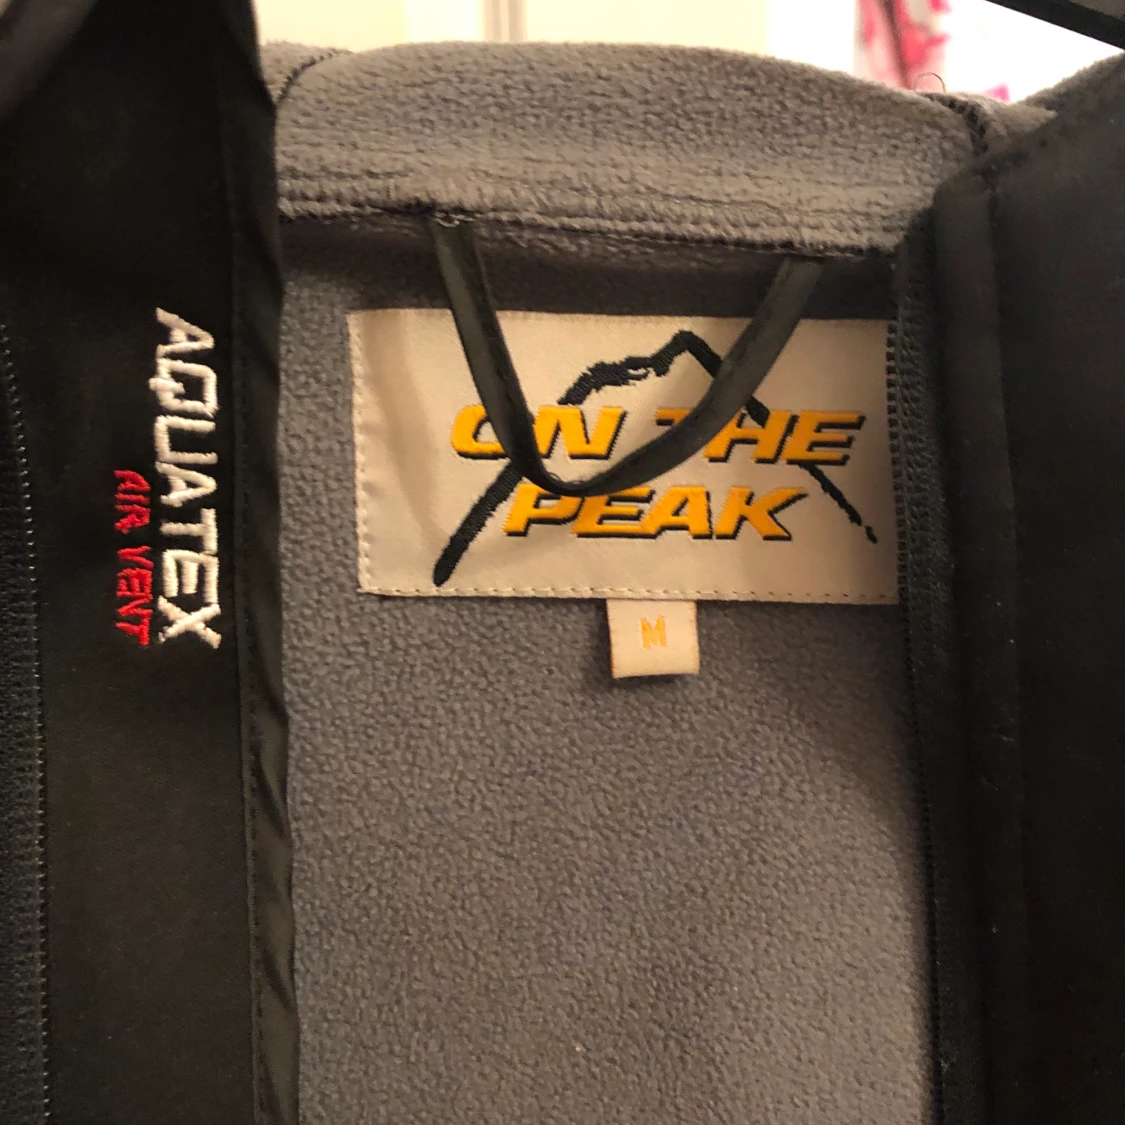 AQUATEX
AIR VENT
ON THE
PEAK
M